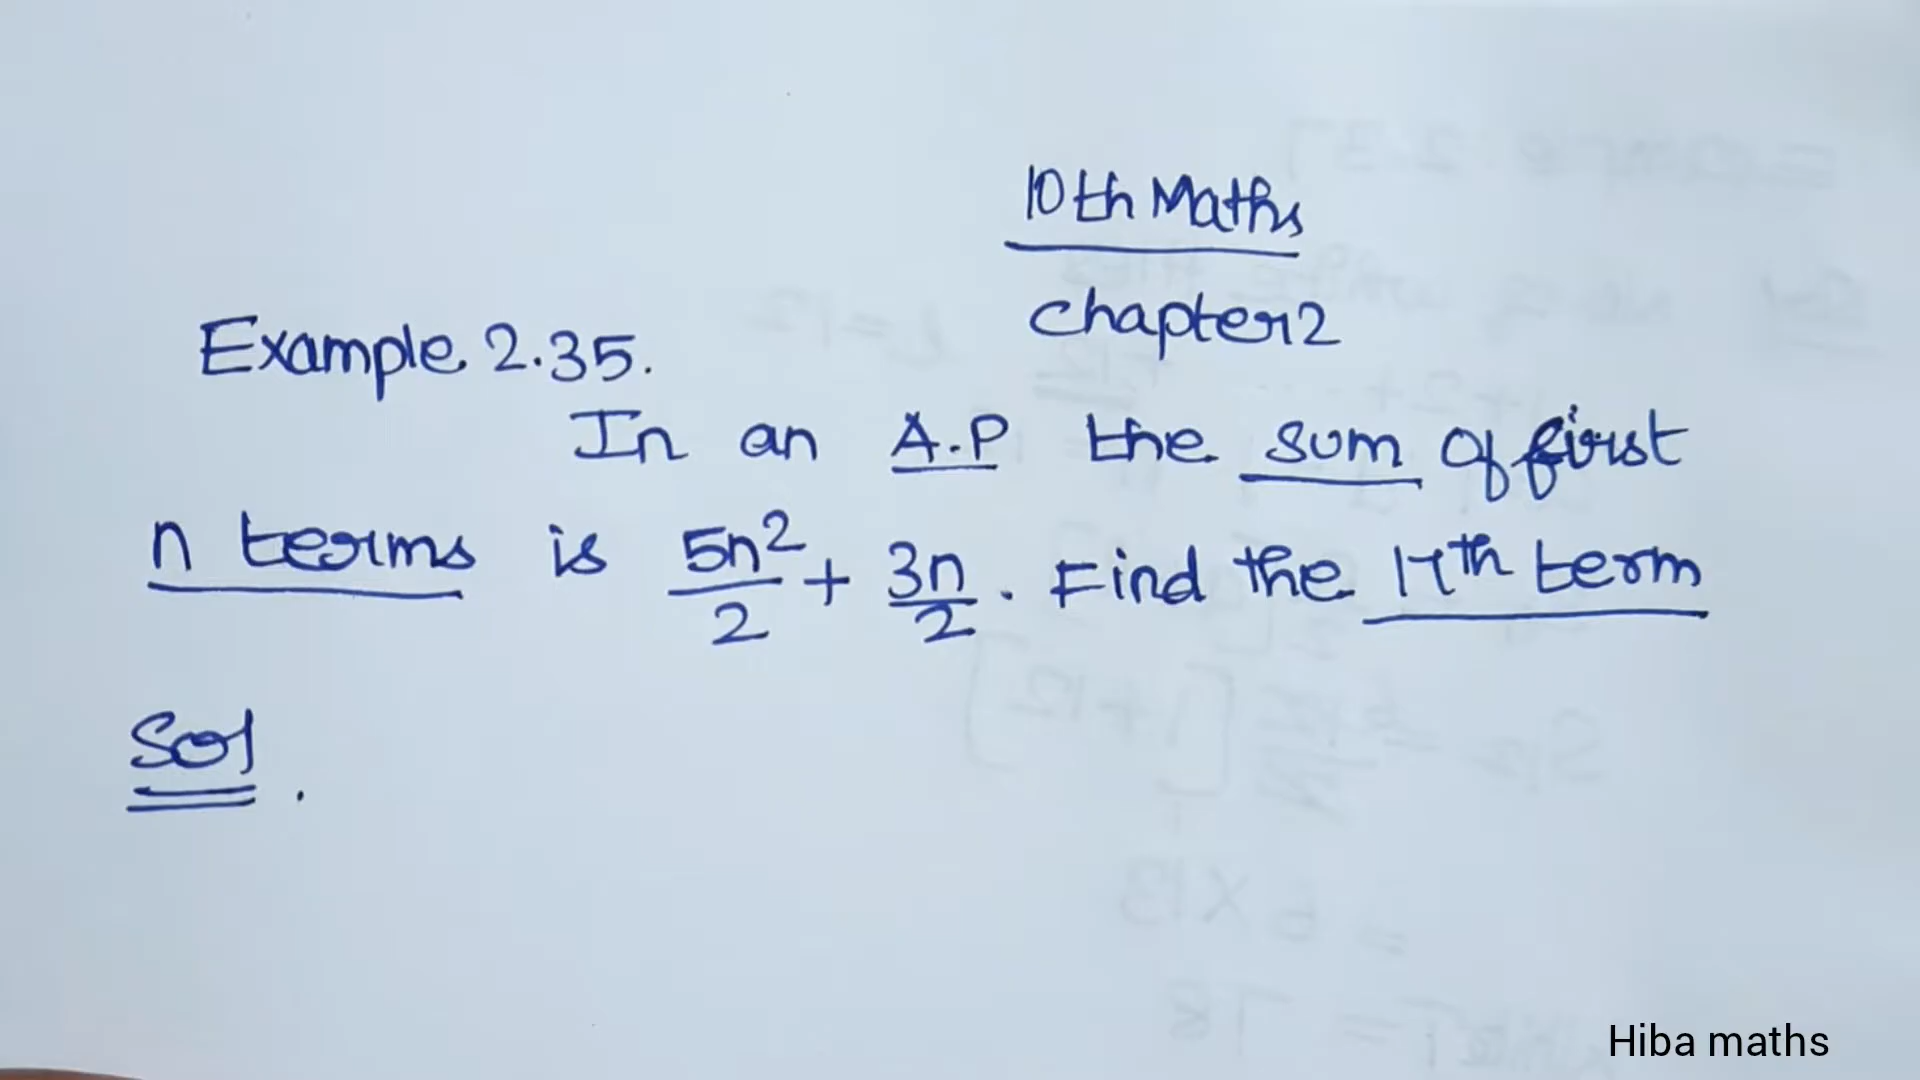 10th Maths
Chapter 2
Example 2.35.
In an A.P the sum of first
n terms is 5n²/2 + 3n/2. Find the 17th term
Sol.
Hiba maths